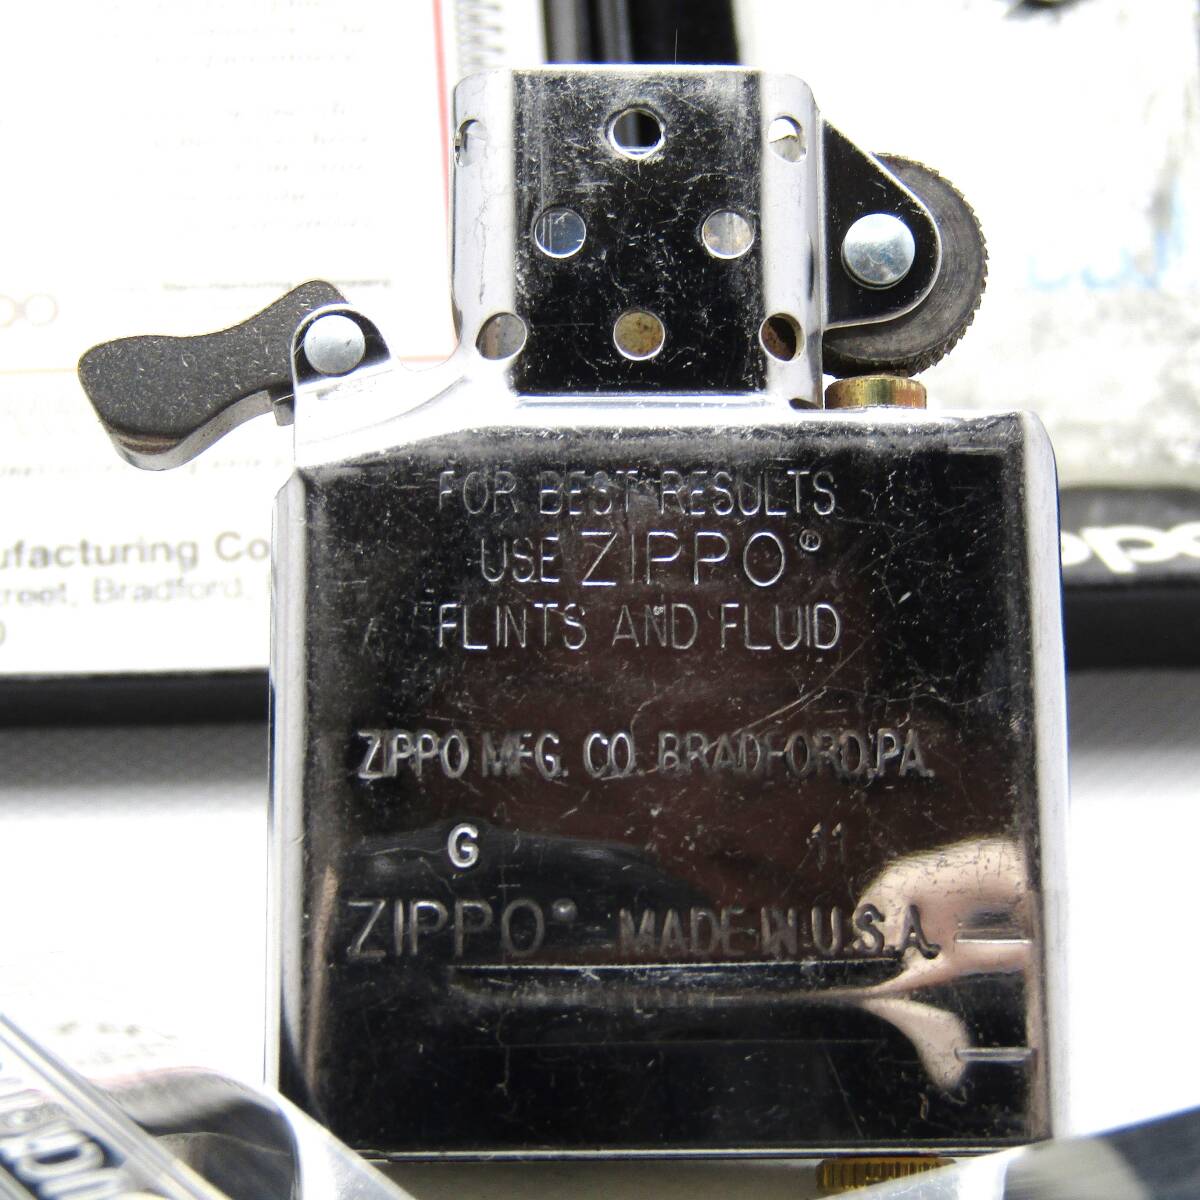 FOR BEST RESULTS
USE ZIPPO®
FLINTS AND FLUID
ZIPPO MFG. CO. BRADFORD, PA.
G 11
ZIPPO® MADE IN U.S.A.
ufacturing Co
treet, Bradford,